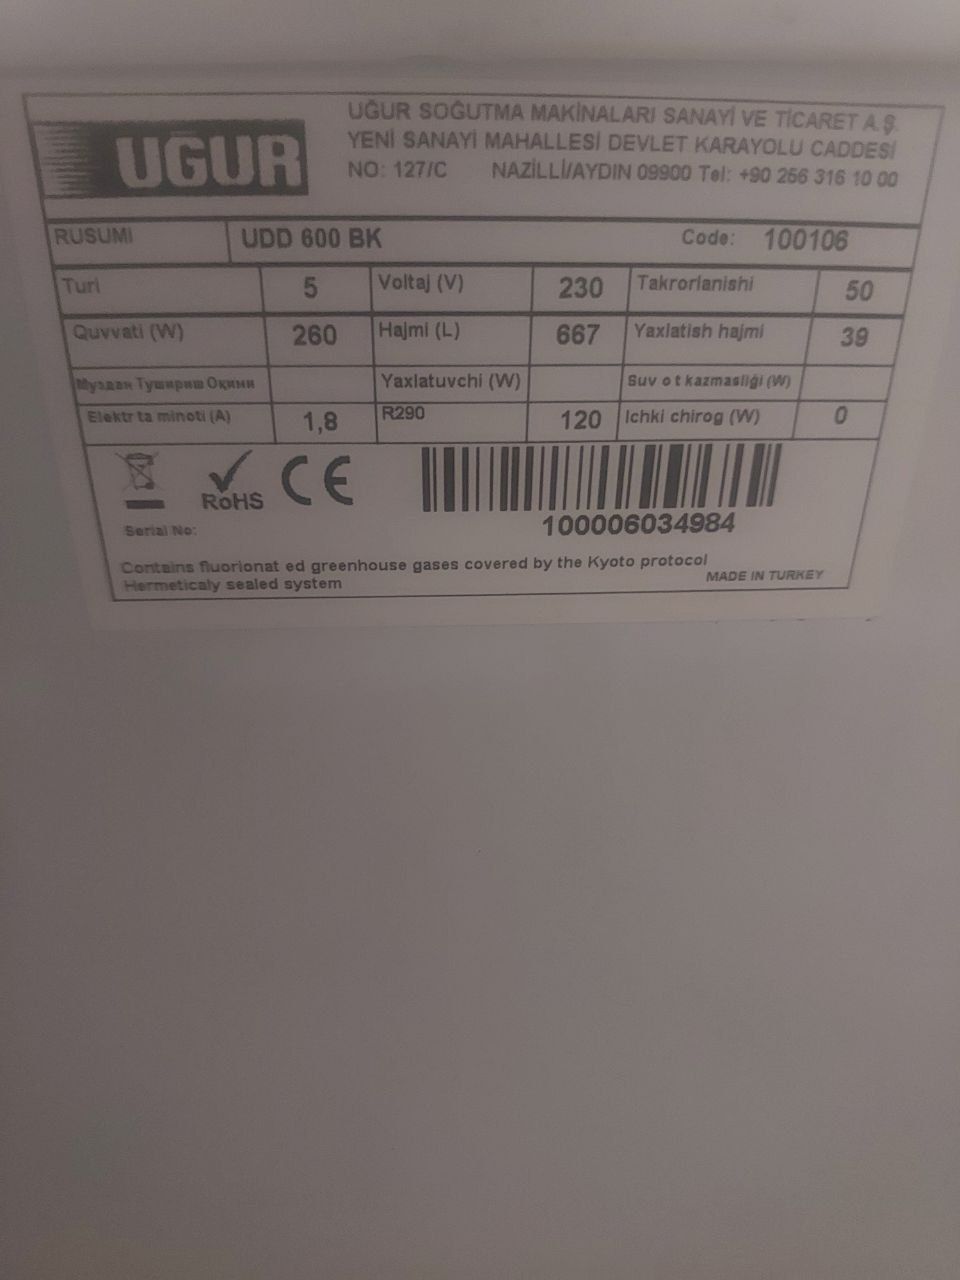 UĞUR
UĞUR SOĞUTMA MAKİNALARI SANAYİ VE TİCARET A.Ş.
YENİ SANAYİ MAHALLESİ DEVLET KARAYOLU CADDESİ
NO: 127/C NAZİLLİ/AYDIN 09900 Tel: +90 256 316 10 00
RUSUMI UDD 600 BK Code: 100106
Turi 5 Voltaj (V) 230 Takrorlanishi 50
Quvvati (W) 260 Hajmi (L) 667 Yaxlatish hajmi 39
Муздан Тушириш Оқими Yaxlatuvchi (W) Suv o t kazmasliği (W)
Elektr ta minoti (A) 1,8 R290 120 Ichki chirog (W) 0
RoHS CE
100006034984
Serial No:
Contains fluorionat ed greenhouse gases covered by the Kyoto protocol
Hermeticaly sealed system MADE IN TURKEY